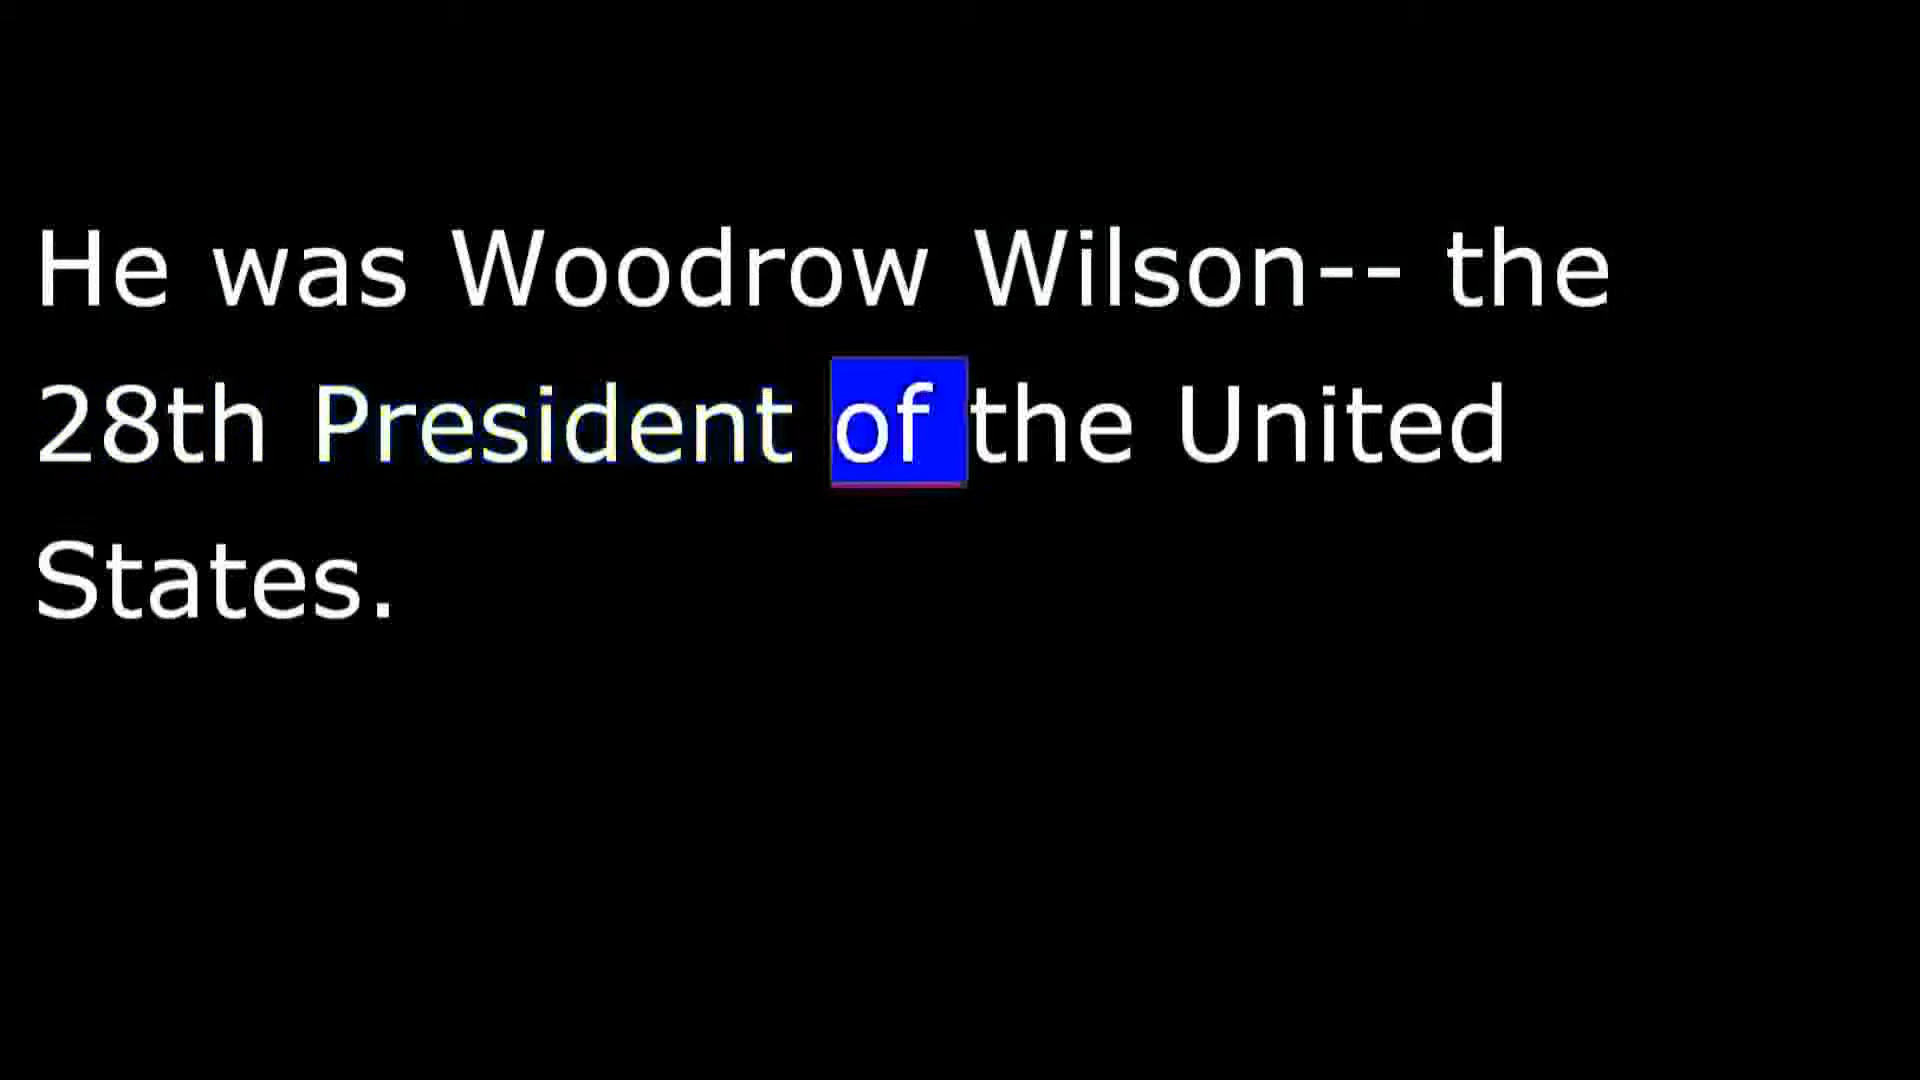 He was Woodrow Wilson-- the
28th President of the United
States.